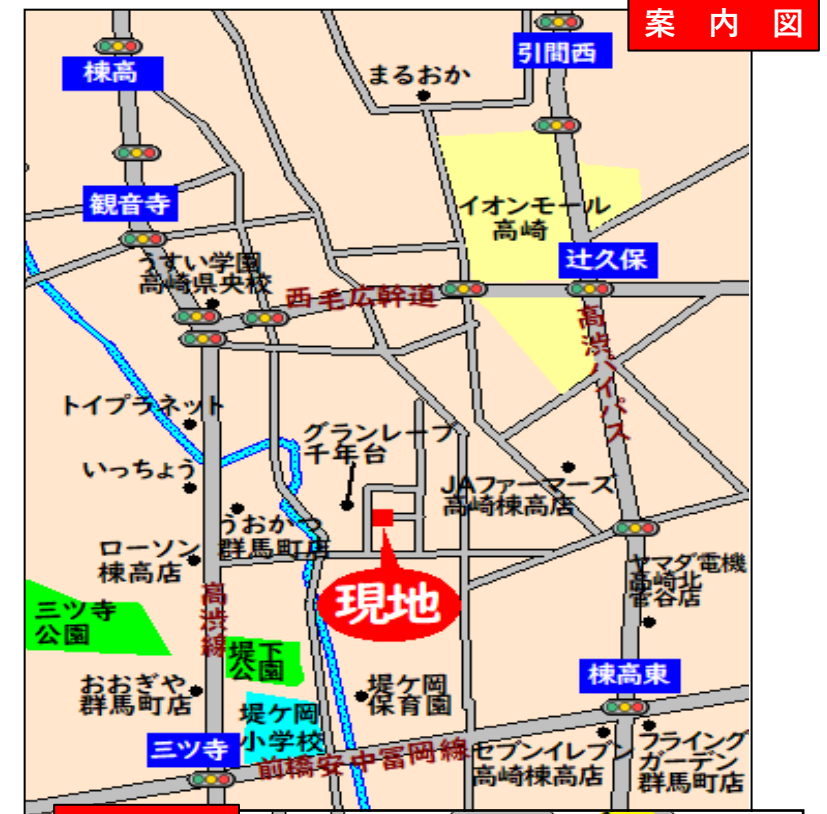 案内図
引間西
棟高
まるおか
観音寺
イオンモール
高崎
辻久保
うすい学園
高崎県央校
西毛広幹道
高渋バイパス
トイプラネット
グランレーブ
千年台
いっちょう
JAファーマーズ
高崎棟高店
うおかつ
群馬町店
ローソン
棟高店
ヤマダ電機
高崎北
菅谷店
現地
高渋線
三ツ寺
公園
堤下
公園
棟高東
おおぎや
群馬町店
堤ケ岡
保育園
堤ケ岡
小学校
三ツ寺
前橋安中富岡線
セブンイレブン
高崎棟高店
フライング
ガーデン
群馬町店